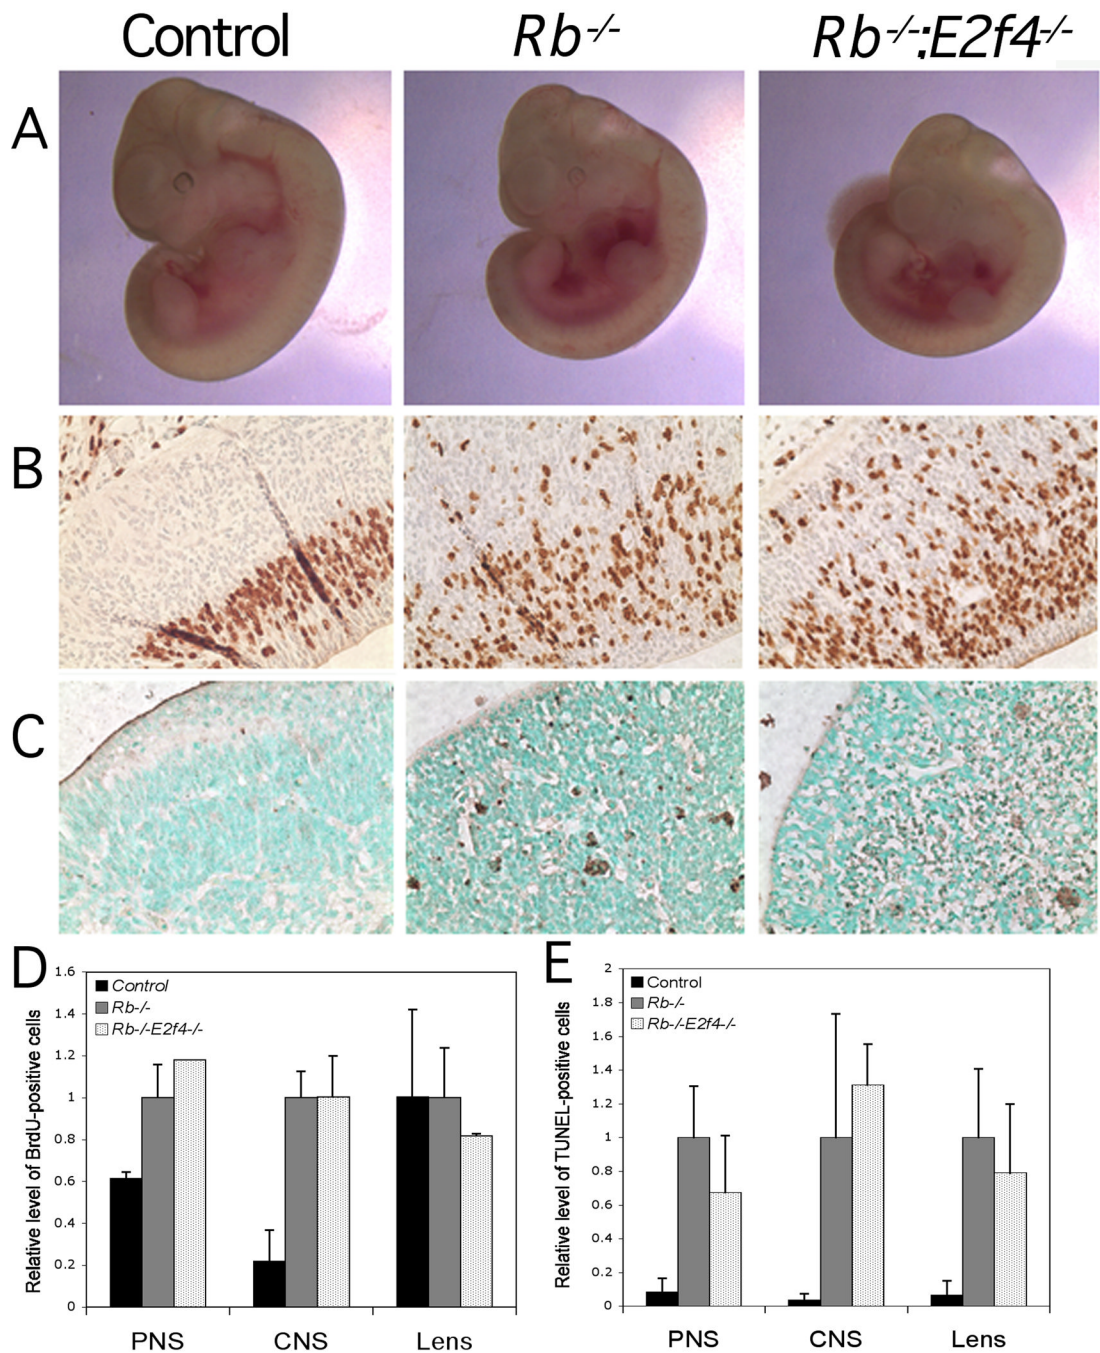 Control
Rb-/-
Rb-/-;E2f4-/-
A
B
C
D
Relative level of BrdU-positive cells
1.6
1.4
1.2
1
0.8
0.6
0.4
0.2
0
Control
Rb-/-
Rb-/-E2f4-/-
PNS
CNS
Lens
E
Relative level of TUNEL-positive cells
2
1.8
1.6
1.4
1.2
1
0.8
0.6
0.4
0.2
0
Control
Rb-/-
Rb-/-E2f4-/-
PNS
CNS
Lens